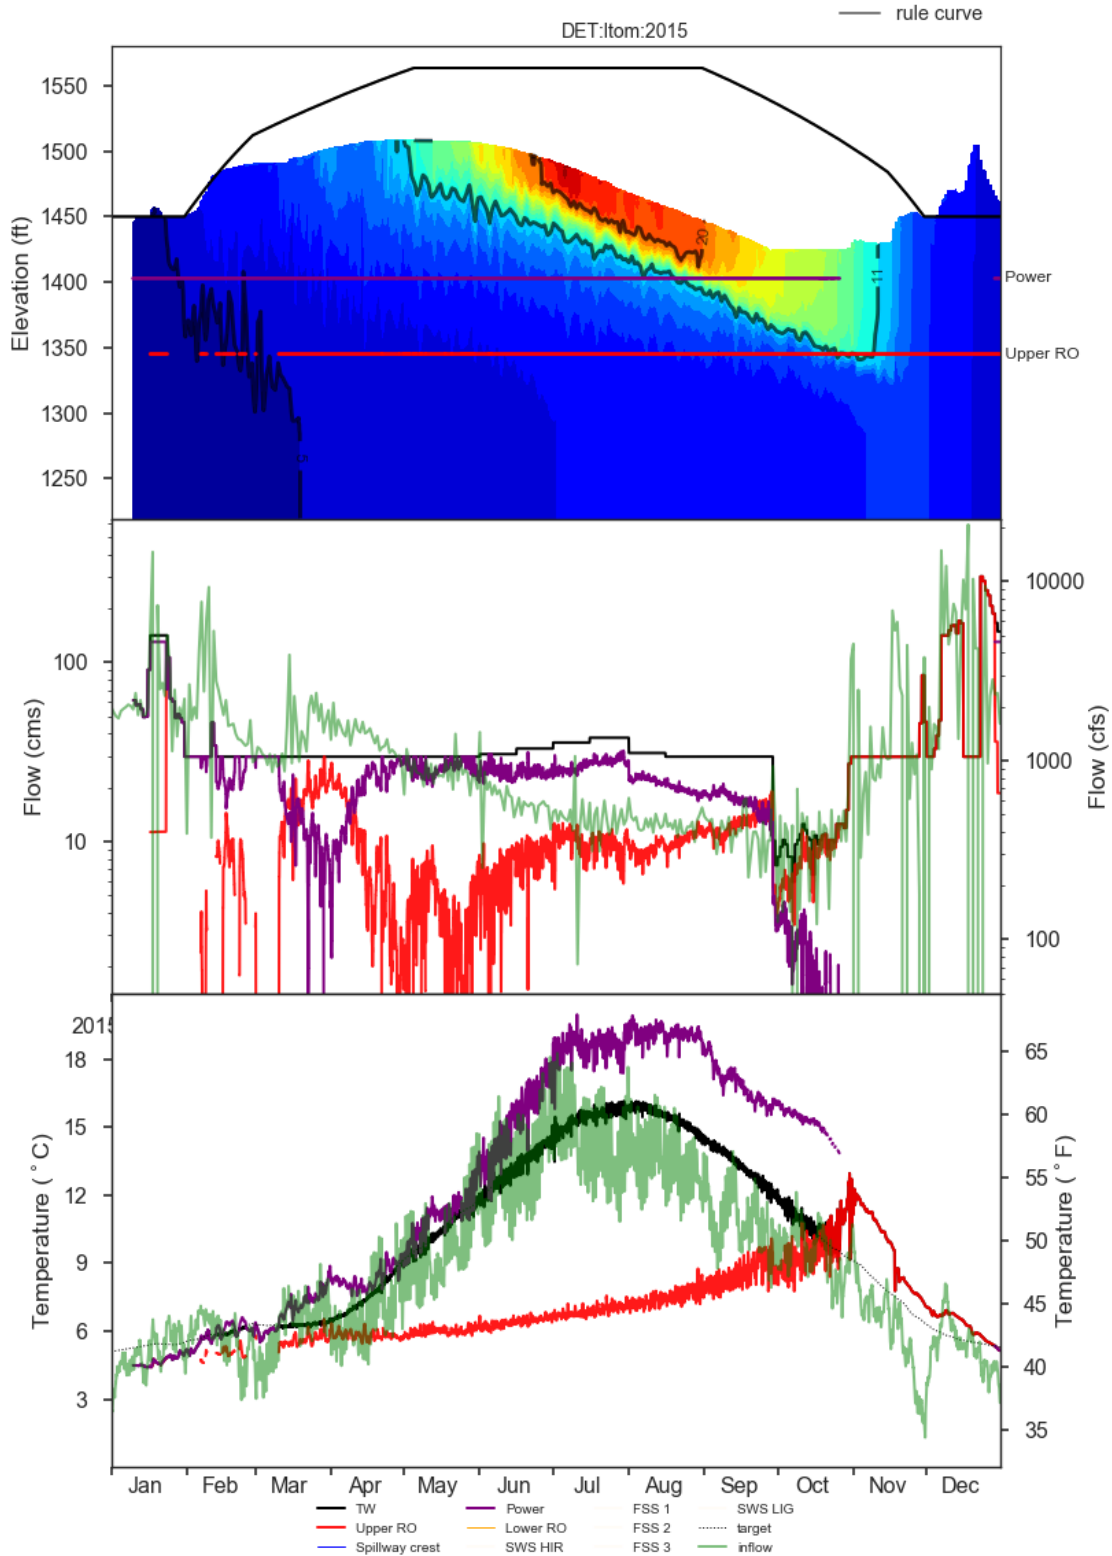 rule curve
DET:ltom:2015
1550
1500
1450
1400
1350
1300
1250
Elevation (ft)
20
11
Power
Upper RO
100
10
Flow (cms)
10000
1000
100
Flow (cfs)
2015
18
15
12
9
6
3
Temperature (˚C)
65
60
55
50
45
40
35
Temperature (˚F)
Jan Feb Mar Apr May Jun Jul Aug Sep Oct Nov Dec
TW Power FSS 1 SWS LIG
Upper RO Lower RO FSS 2 target
Spillway crest SWS HIR FSS 3 inflow